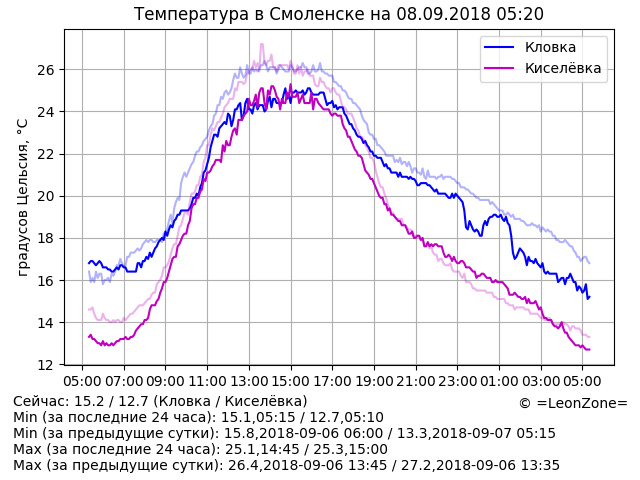 Температура в Смоленске на 08.09.2018 05:20
Кловка
Киселёвка
градусов Цельсия, °C
26
24
22
20
18
16
14
12
05:00 07:00 09:00 11:00 13:00 15:00 17:00 19:00 21:00 23:00 01:00 03:00 05:00
Сейчас: 15.2 / 12.7 (Кловка / Киселёвка)
© =LeonZone=
Min (за последние 24 часа): 15.1,05:15 / 12.7,05:10
Min (за предыдущие сутки): 15.8,2018-09-06 06:00 / 13.3,2018-09-07 05:15
Max (за последние 24 часа): 25.1,14:45 / 25.3,15:00
Max (за предыдущие сутки): 26.4,2018-09-06 13:45 / 27.2,2018-09-06 13:35